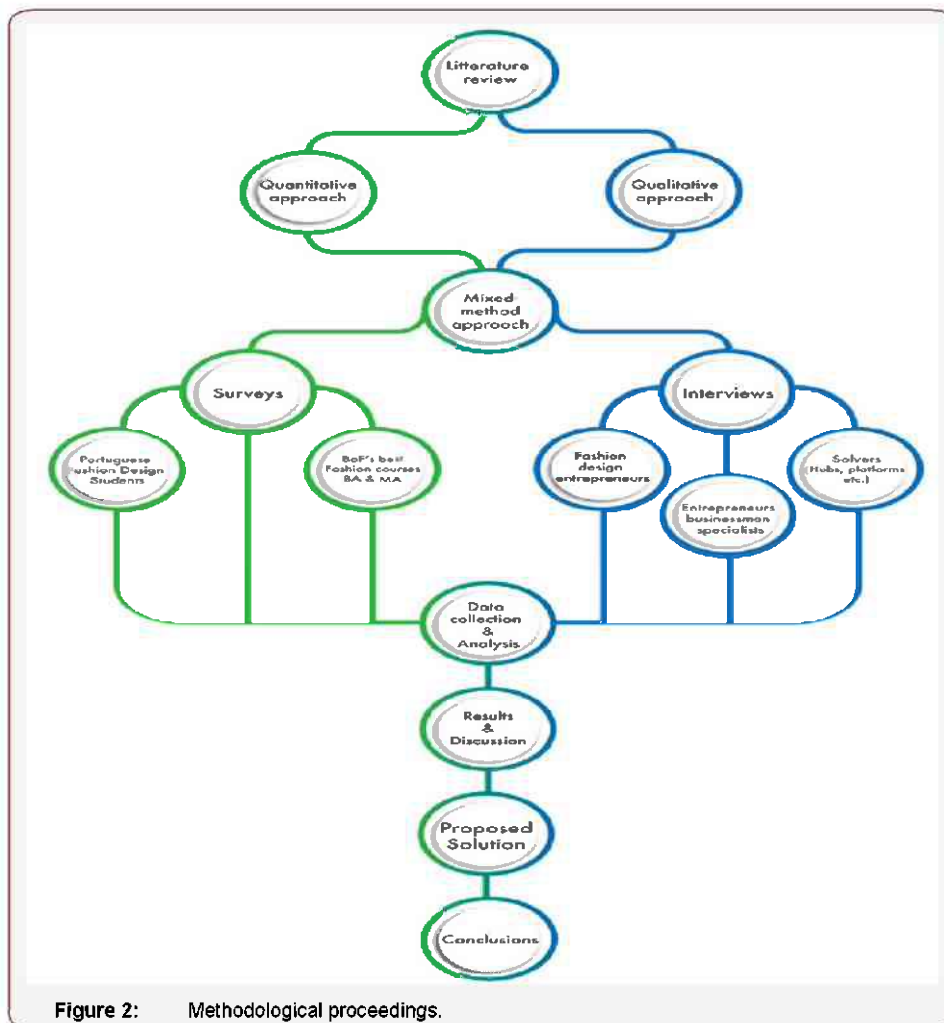 Litterature
review
Quantitative
approach
Qualitative
approach
Mixed
method
approach
Surveys
Interviews
Portuguese
Fashion Design
Students
BoF's best
Fashion courses
BA & MA
Fashion
design
entrepreneurs
Entrepreneurs
businessman
specialists
Solvers
(Hubs, platforms
etc.)
Data
collection
&
Analysis
Results
&
Discussion
Proposed
Solution
Conclusions
Figure 2: Methodological proceedings.